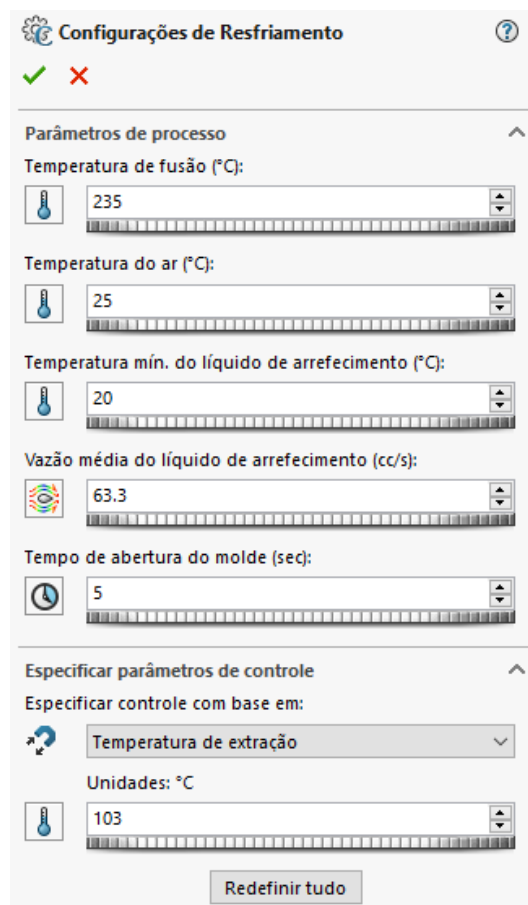 Configurações de Resfriamento
Parâmetros de processo
Temperatura de fusão (°C):
235
Temperatura do ar (°C):
25
Temperatura mín. do líquido de arrefecimento (°C):
20
Vazão média do líquido de arrefecimento (cc/s):
63.3
Tempo de abertura do molde (sec):
5
Especificar parâmetros de controle
Especificar controle com base em:
Temperatura de extração
Unidades: °C
103
Redefinir tudo